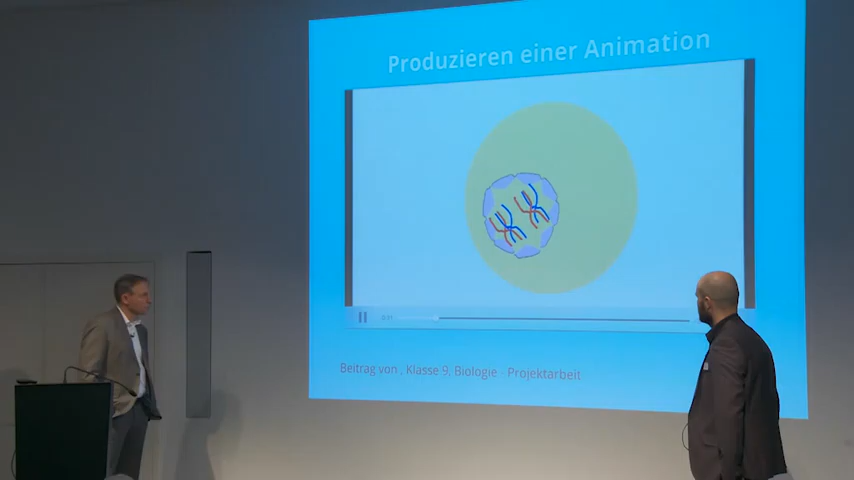 Produzieren einer Animation
Beitrag von , Klasse 9, Biologie - Projektarbeit